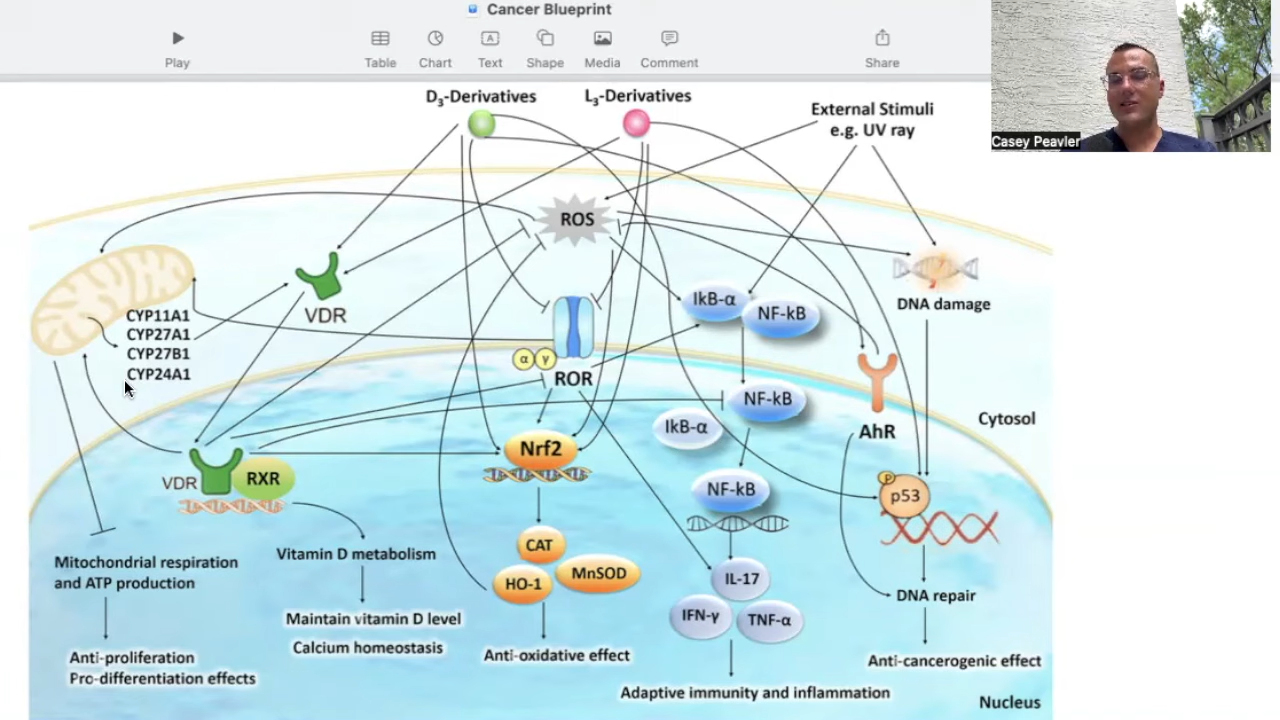 Cancer Blueprint
Play
Table
Chart
Text
Shape
Media
Comment
Share
Casey Peavler
D₃-Derivatives
L₃-Derivatives
External Stimuli
e.g. UV ray
ROS
VDR
CYP11A1
CYP27A1
CYP27B1
CYP24A1
IkB-α
NF-kB
DNA damage
α
γ
ROR
NF-kB
IkB-α
AhR
Cytosol
VDR
RXR
Nrf2
NF-kB
P
p53
Mitochondrial respiration
and ATP production
Vitamin D metabolism
CAT
HO-1
MnSOD
IL-17
IFN-γ
TNF-α
DNA repair
Maintain vitamin D level
Calcium homeostasis
Anti-proliferation
Pro-differentiation effects
Anti-oxidative effect
Adaptive immunity and inflammation
Anti-cancerogenic effect
Nucleus